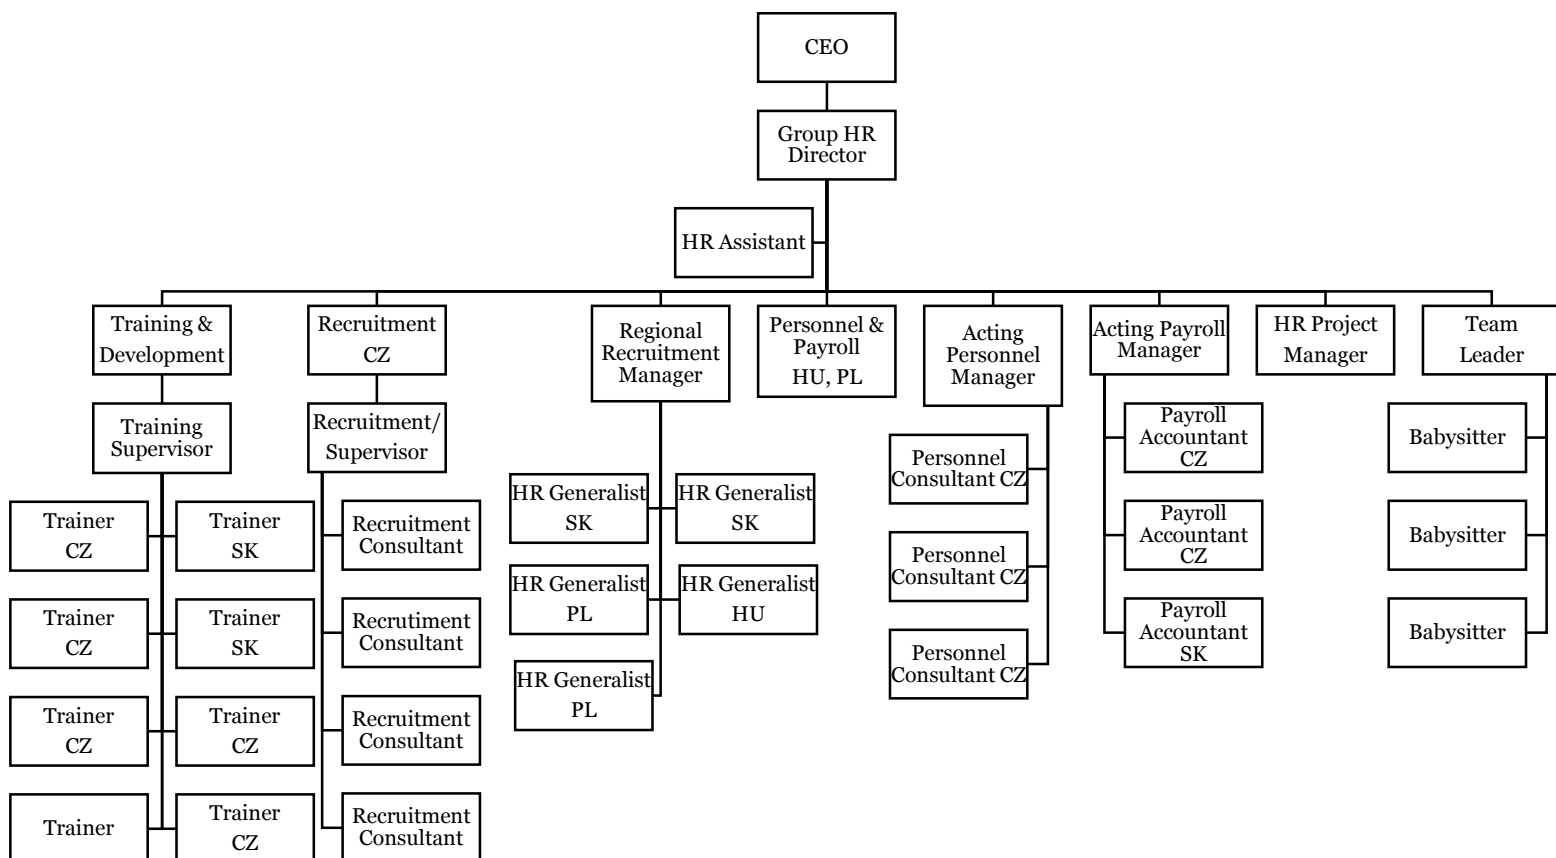 CEO
Group HR
Director
HR Assistant
Training &
Development
Recruitment
CZ
Regional
Recruitment
Manager
Personnel &
Payroll
HU, PL
Acting
Personnel
Manager
Acting Payroll
Manager
HR Project
Manager
Team
Leader
Training
Supervisor
Recruitment/
Supervisor
Trainer
CZ
Trainer
SK
Trainer
CZ
Trainer
SK
Trainer
CZ
Trainer
CZ
Trainer
Trainer
CZ
Recruitment
Consultant
Recrutiment
Consultant
Recruitment
Consultant
Recruitment
Consultant
HR Generalist
SK
HR Generalist
SK
HR Generalist
PL
HR Generalist
HU
HR Generalist
PL
Personnel
Consultant CZ
Personnel
Consultant CZ
Personnel
Consultant CZ
Payroll
Accountant
CZ
Payroll
Accountant
CZ
Payroll
Accountant
SK
Babysitter
Babysitter
Babysitter